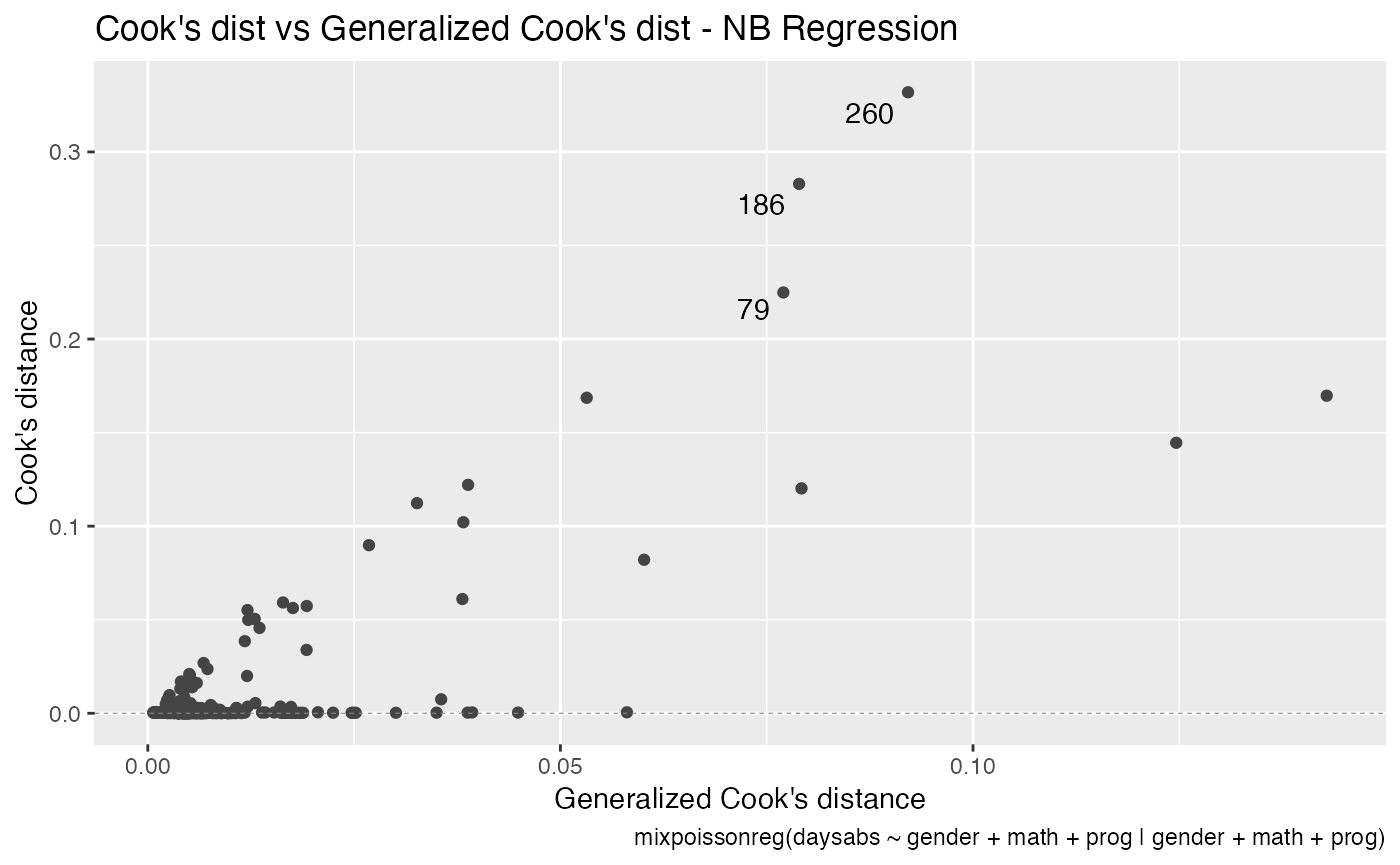 Cook's dist vs Generalized Cook's dist - NB Regression
260
0.3
186
79
0.2
Cook's distance
0.1
0.0
0.00
0.05
0.10
Generalized Cook's distance
mixpoissonreg(daysabs ~ gender + math + prog | gender + math + prog)